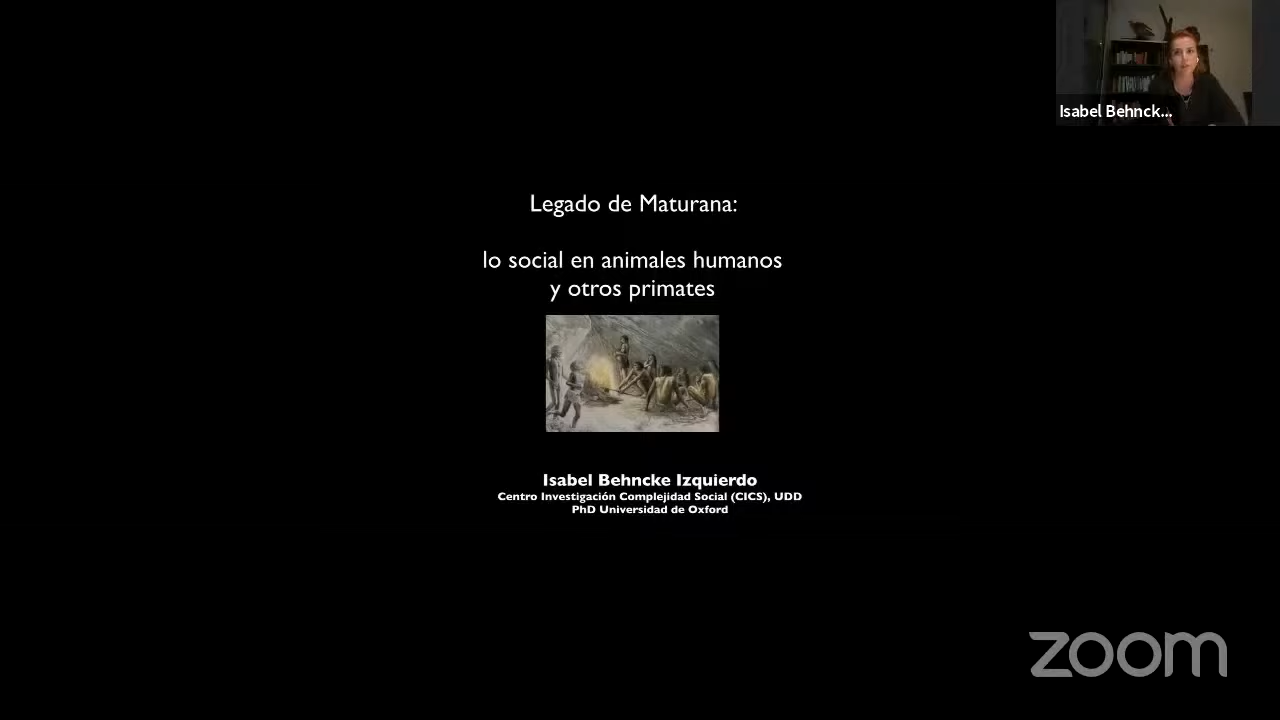 Isabel Behnck...
Legado de Maturana:
lo social en animales humanos
y otros primates
Isabel Behncke Izquierdo
Centro Investigación Complejidad Social (CICS), UDD
PhD Universidad de Oxford
zoom